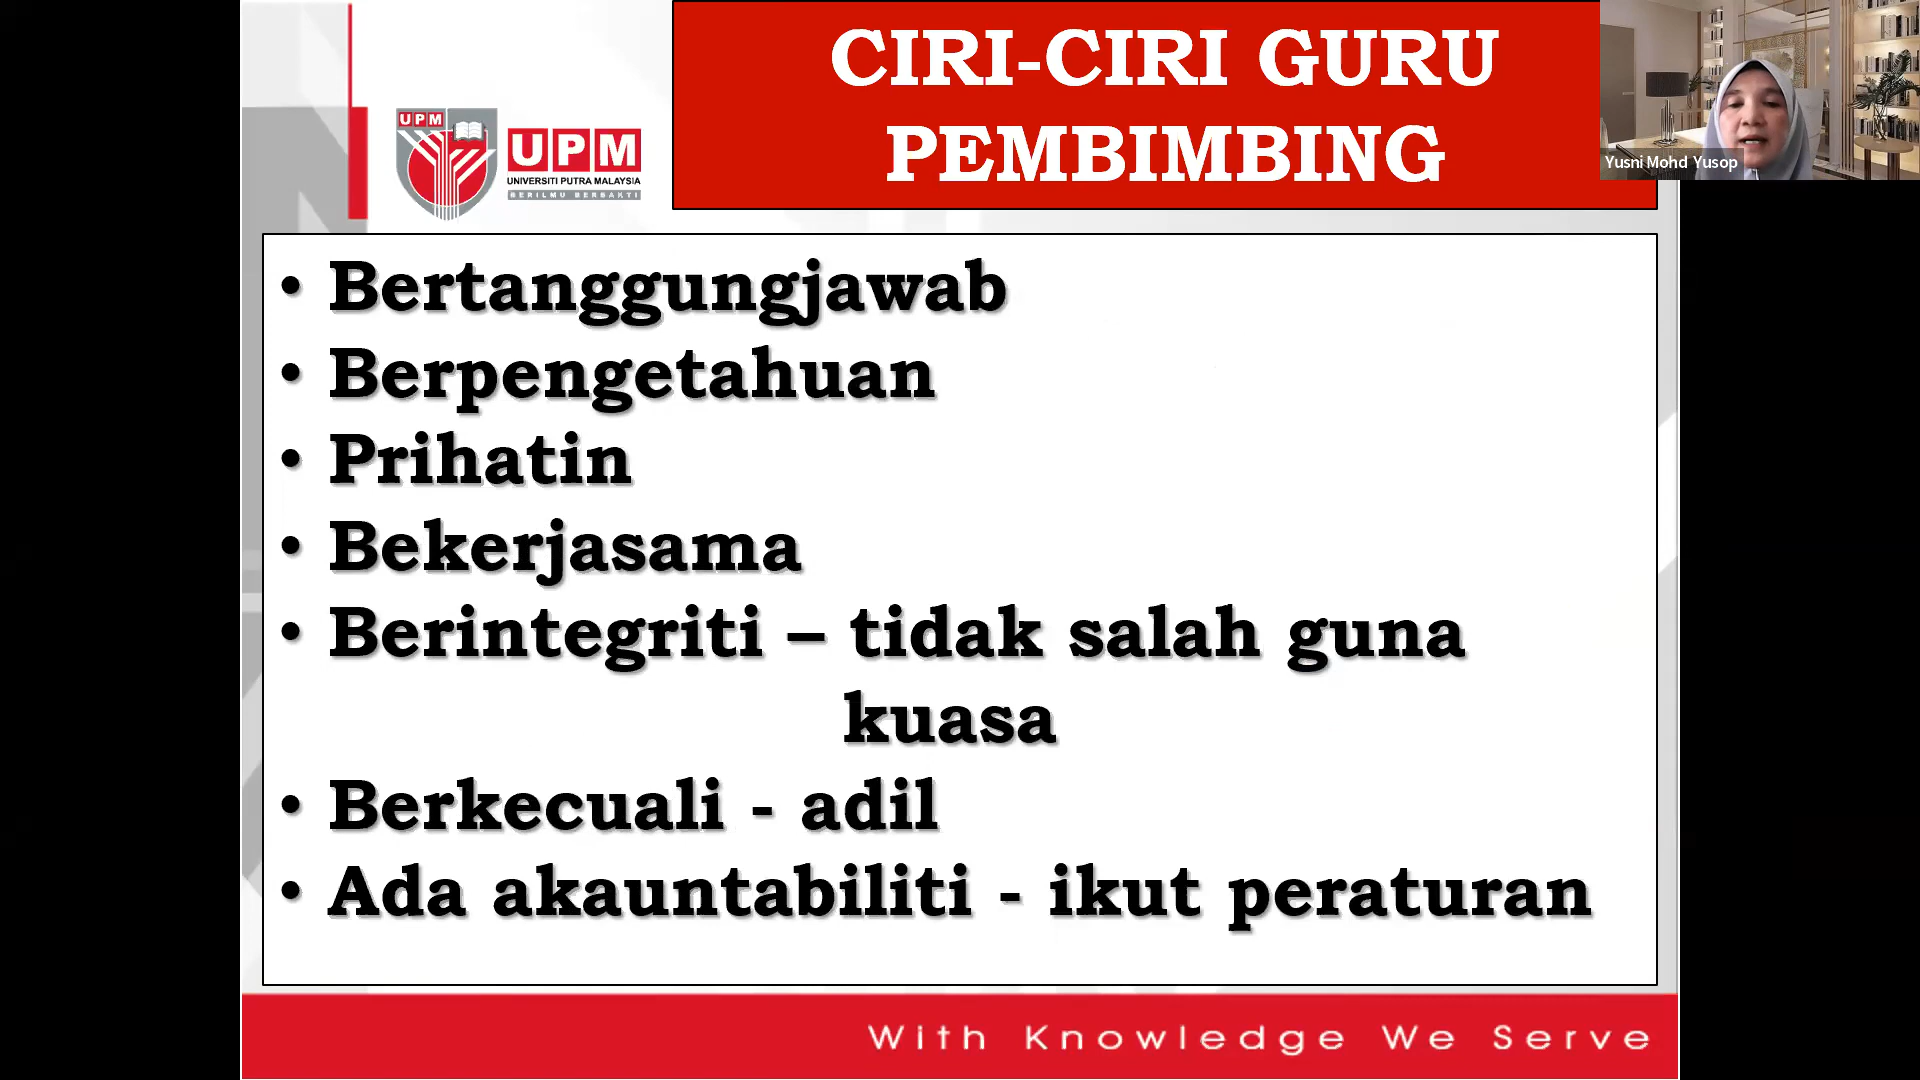 CIRI-CIRI GURU
PEMBIMBING
Yusni Mohd Yusop
UPM
UPM
UNIVERSITI PUTRA MALAYSIA
BERILMU BERBAKTI
• Bertanggungjawab
• Berpengetahuan
• Prihatin
• Bekerjasama
• Berintegriti – tidak salah guna
kuasa
• Berkecuali - adil
• Ada akauntabiliti - ikut peraturan
With Knowledge We Serve